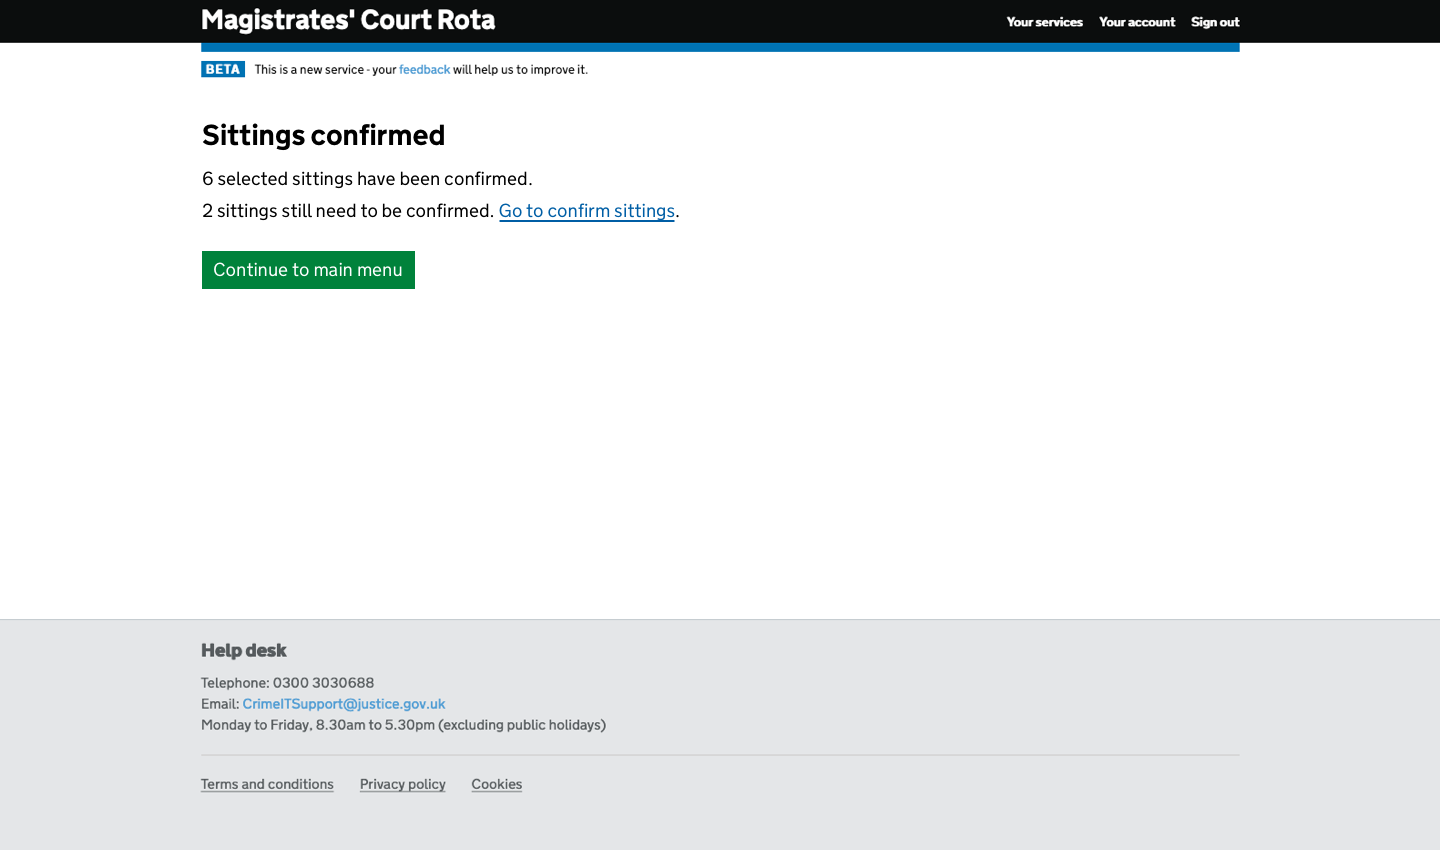 Magistrates' Court Rota
Your services Your account Sign out
BETA This is a new service - your feedback will help us to improve it.
Sittings confirmed
6 selected sittings have been confirmed.
2 sittings still need to be confirmed. Go to confirm sittings.
Continue to main menu
Help desk
Telephone: 0300 3030688
Email: CrimeITSupport@justice.gov.uk
Monday to Friday, 8.30am to 5.30pm (excluding public holidays)
Terms and conditions Privacy policy Cookies